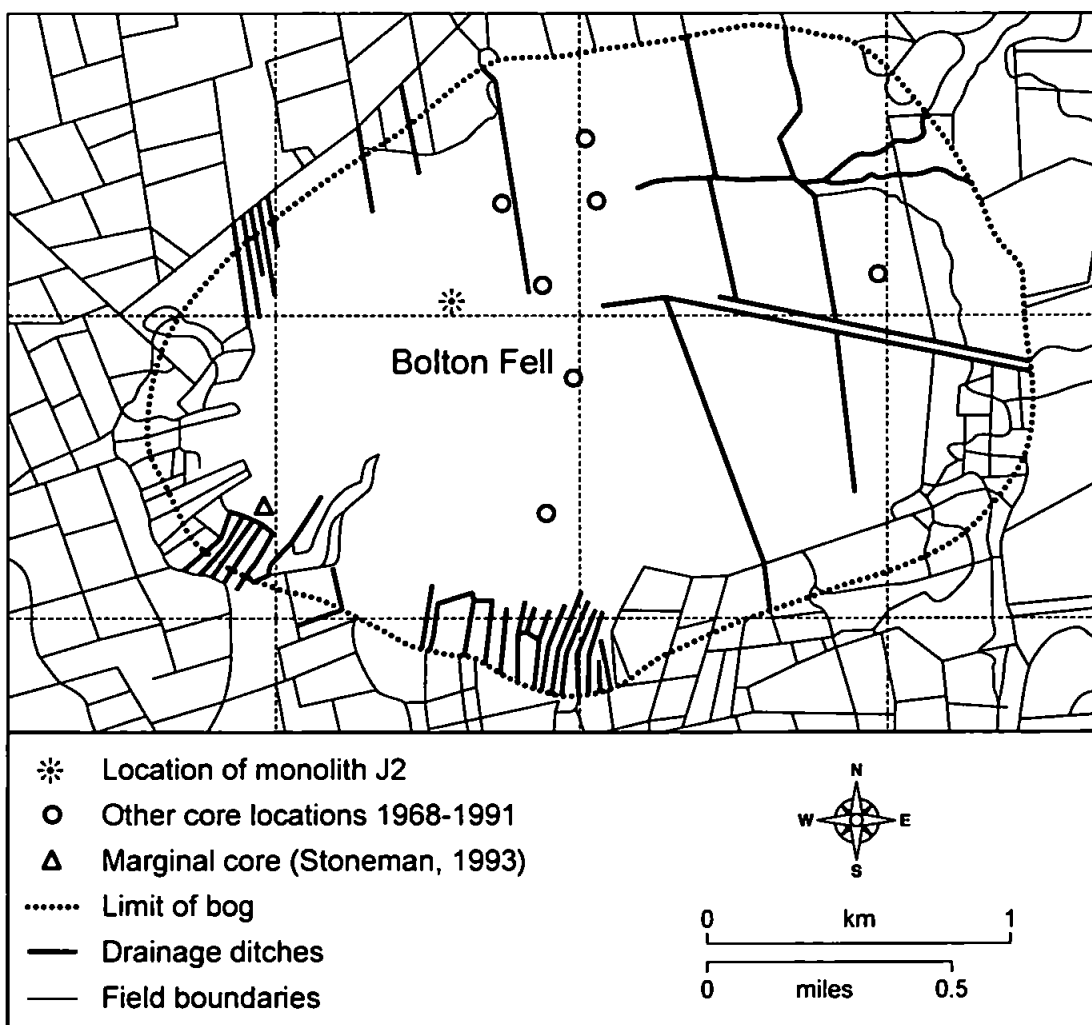 Bolton Fell
Location of monolith J2
Other core locations 1968-1991
Marginal core (Stoneman, 1993)
Limit of bog
Drainage ditches
Field boundaries
N
W E
S
0 km 1
0 miles 0.5